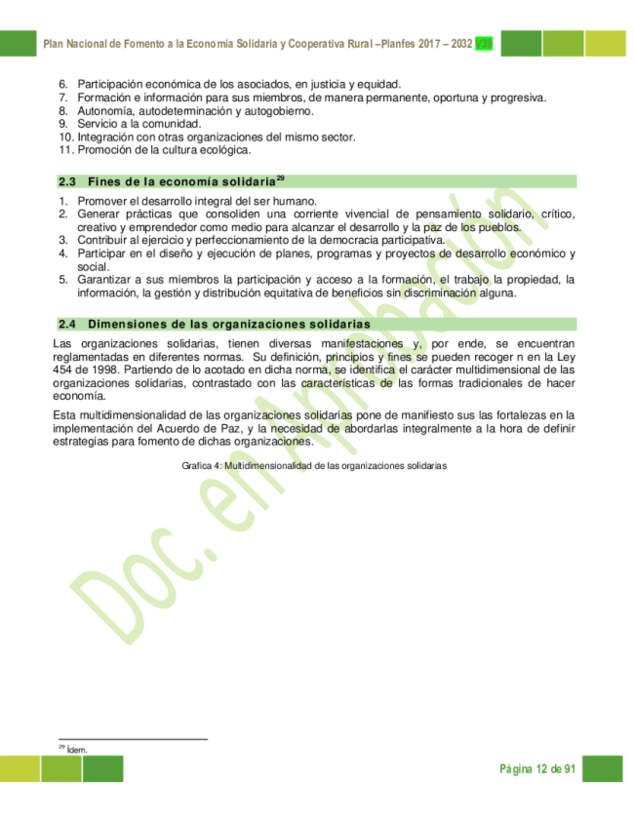 Plan Nacional de Fomento a la Economía Solidaria y Cooperativa Rural –Planfes 2017 – 2032 V39
6. Participación económica de los asociados, en justicia y equidad.
7. Formación e información para sus miembros, de manera permanente, oportuna y progresiva.
8. Autonomía, autodeterminación y autogobierno.
9. Servicio a la comunidad.
10. Integración con otras organizaciones del mismo sector.
11. Promoción de la cultura ecológica.
2.3 Fines de la economía solidaria29
1. Promover el desarrollo integral del ser humano.
2. Generar prácticas que consoliden una corriente vivencial de pensamiento solidario, crítico,
creativo y emprendedor como medio para alcanzar el desarrollo y la paz de los pueblos.
3. Contribuir al ejercicio y perfeccionamiento de la democracia participativa.
4. Participar en el diseño y ejecución de planes, programas y proyectos de desarrollo económico y
social.
5. Garantizar a sus miembros la participación y acceso a la formación, el trabajo la propiedad, la
información, la gestión y distribución equitativa de beneficios sin discriminación alguna.
2.4 Dimensiones de las organizaciones solidarias
Las organizaciones solidarias, tienen diversas manifestaciones y, por ende, se encuentran
reglamentadas en diferentes normas. Su definición, principios y fines se pueden recoger n en la Ley
454 de 1998. Partiendo de lo acotado en dicha norma, se identifica el carácter multidimensional de las
organizaciones solidarias, contrastado con las características de las formas tradicionales de hacer
economía.
Esta multidimensionalidad de las organizaciones solidarias pone de manifiesto sus las fortalezas en la
implementación del Acuerdo de Paz, y la necesidad de abordarlas integralmente a la hora de definir
estrategias para fomento de dichas organizaciones.
Grafica 4: Multidimensionalidad de las organizaciones solidarias
Doc. en Aprobación
29 Ídem.
Página 12 de 91